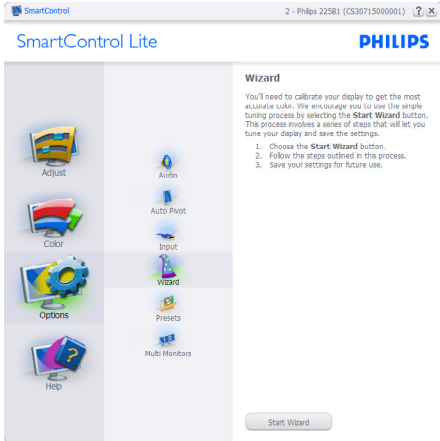 SmartControl
2 - Philips 225B1 (CS30715000001)
SmartControl Lite
PHILIPS
Adjust
Color
Options
Help
Audio
Auto Pivot
Input
Wizard
Presets
Multi Monitors
Wizard
You'll need to calibrate your display to get the most
accurate color. We encourage you to use the simple
tuning process by selecting the Start Wizard button.
This process involves a series of steps that will let you
tune your display and save the settings.
1. Choose the Start Wizard button.
2. Follow the steps outlined in this process.
3. Save your settings for future use.
Start Wizard